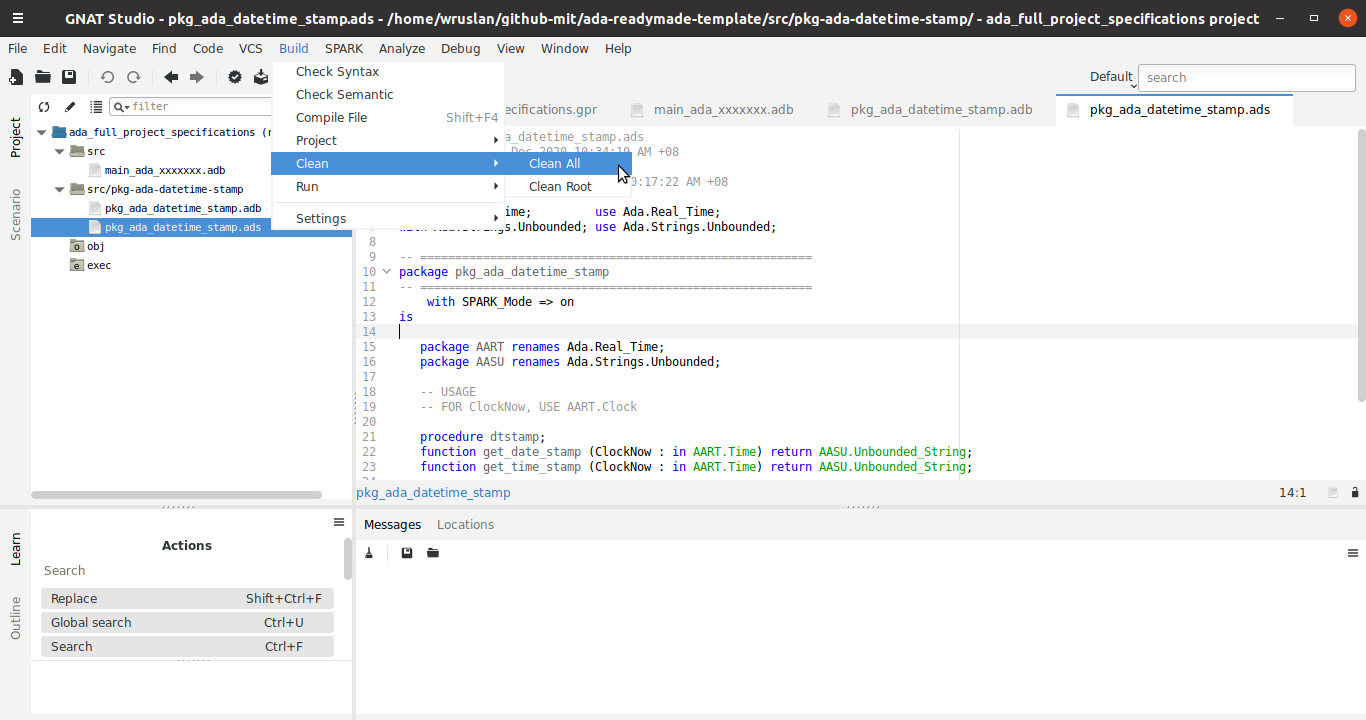 GNAT Studio - pkg_ada_datetime_stamp.ads - /home/wruslan/github-mit/ada-readymade-template/src/pkg-ada-datetime-stamp/ - ada_full_project_specifications project
File Edit Navigate Find Code VCS Build SPARK Analyze Debug View Window Help
Default
search
Check Syntax
Check Semantic
Compile File Shift+F4
Project
Clean
Run
Settings
Clean All
Clean Root
Project
Scenario
filter
ada_full_project_specifications (r
src
main_ada_xxxxxxx.adb
src/pkg-ada-datetime-stamp
pkg_ada_datetime_stamp.adb
pkg_ada_datetime_stamp.ads
obj
exec
ecifications.gpr main_ada_xxxxxxx.adb pkg_ada_datetime_stamp.adb pkg_ada_datetime_stamp.ads
a_datetime_stamp.ads
Dec 2020 10:34:19 AM +08
0:17:22 AM +08
ime; use Ada.Real_Time;
with Ada.Strings.Unbounded; use Ada.Strings.Unbounded;
8
9 -- ========================================================
10 package pkg_ada_datetime_stamp
11 -- ========================================================
12 with SPARK_Mode => on
13 is
14
15 package AART renames Ada.Real_Time;
16 package AASU renames Ada.Strings.Unbounded;
17
18 -- USAGE
19 -- FOR ClockNow, USE AART.Clock
20
21 procedure dtstamp;
22 function get_date_stamp (ClockNow : in AART.Time) return AASU.Unbounded_String;
23 function get_time_stamp (ClockNow : in AART.Time) return AASU.Unbounded_String;
pkg_ada_datetime_stamp 14:1
Learn
Outline
Actions
Search
Replace Shift+Ctrl+F
Global search Ctrl+U
Search Ctrl+F
Messages Locations